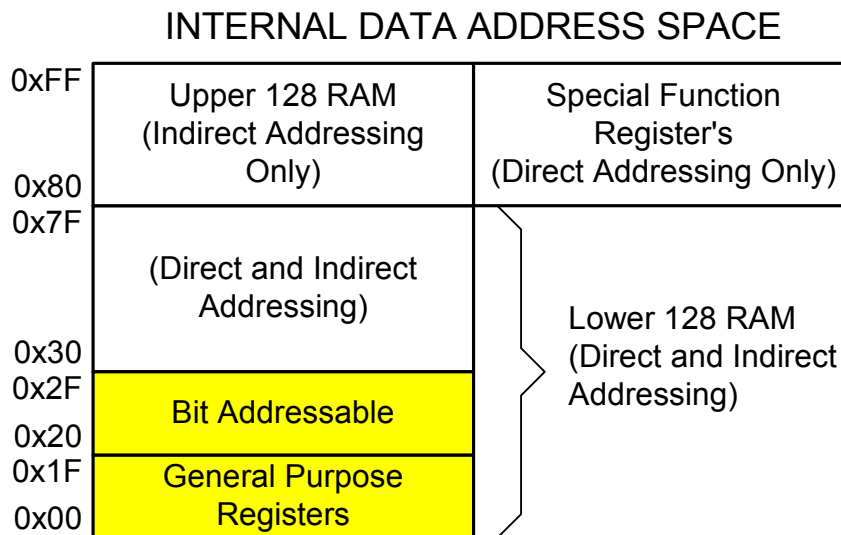 INTERNAL DATA ADDRESS SPACE
0xFF
Upper 128 RAM
(Indirect Addressing
Only)
0x80
Special Function
Register's
(Direct Addressing Only)
0x7F
(Direct and Indirect
Addressing)
0x30
Lower 128 RAM
(Direct and Indirect
Addressing)
0x2F
Bit Addressable
0x20
0x1F
General Purpose
Registers
0x00